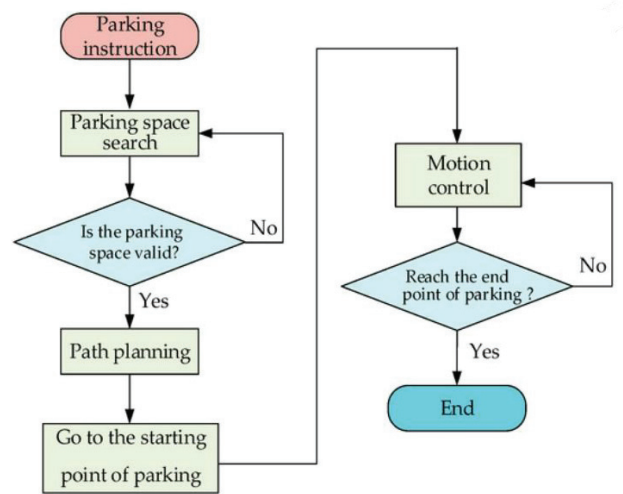 Parking
instruction
Parking space
search
Is the parking
space valid?
No
Yes
Path planning
Go to the starting
point of parking
Motion
control
Reach the end
point of parking ?
No
Yes
End